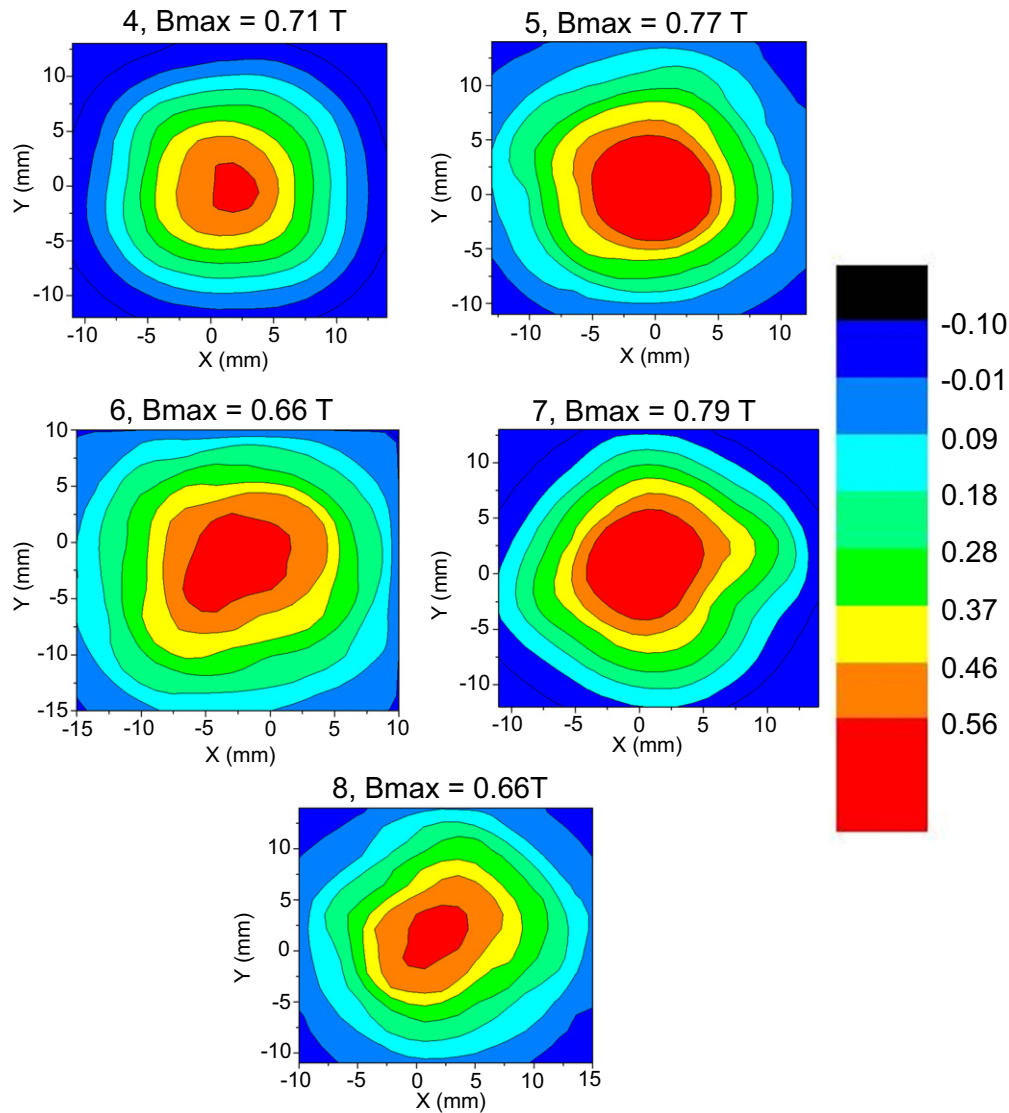 4, Bmax = 0.71 T
10
5
0
-5
-10
Y (mm)
-10 -5 0 5 10
X (mm)
5, Bmax = 0.77 T
10
5
0
-5
-10
Y (mm)
-10 -5 0 5 10
X (mm)
-0.10
-0.01
0.09
0.18
0.28
0.37
0.46
0.56
6, Bmax = 0.66 T
10
5
0
-5
-10
-15
Y (mm)
-15 -10 -5 0 5 10
X (mm)
7, Bmax = 0.79 T
10
5
0
-5
-10
Y (mm)
-10 -5 0 5 10
X (mm)
8, Bmax = 0.66T
10
5
0
-5
-10
Y (mm)
-10 -5 0 5 10 15
X (mm)